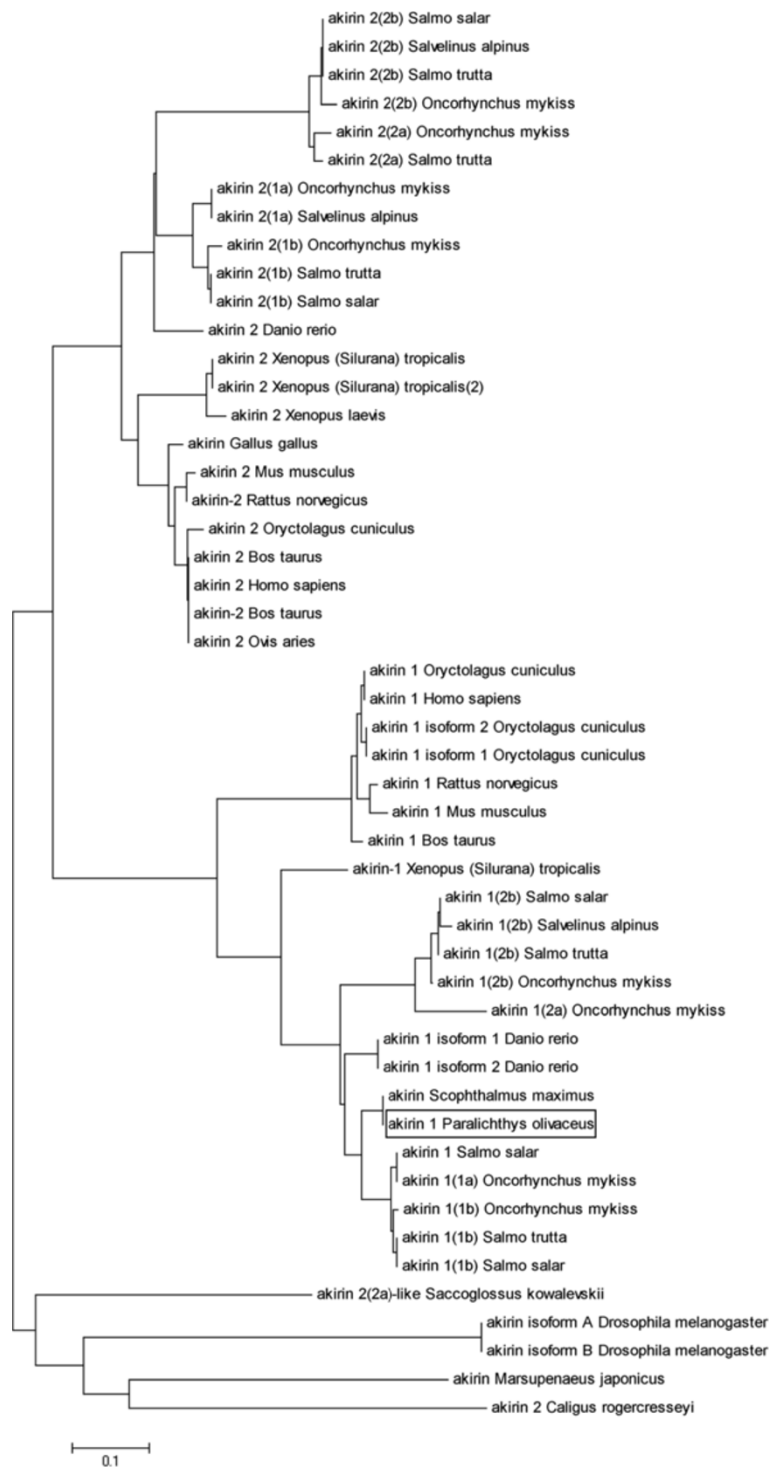 akirin 2(2b) Salmo salar
akirin 2(2b) Salvelinus alpinus
akirin 2(2b) Salmo trutta
akirin 2(2b) Oncorhynchus mykiss
akirin 2(2a) Oncorhynchus mykiss
akirin 2(2a) Salmo trutta
akirin 2(1a) Oncorhynchus mykiss
akirin 2(1a) Salvelinus alpinus
akirin 2(1b) Oncorhynchus mykiss
akirin 2(1b) Salmo trutta
akirin 2(1b) Salmo salar
akirin 2 Danio rerio
akirin 2 Xenopus (Silurana) tropicalis
akirin 2 Xenopus (Silurana) tropicalis(2)
akirin 2 Xenopus laevis
akirin Gallus gallus
akirin 2 Mus musculus
akirin-2 Rattus norvegicus
akirin 2 Oryctolagus cuniculus
akirin 2 Bos taurus
akirin 2 Homo sapiens
akirin-2 Bos taurus
akirin 2 Ovis aries
akirin 1 Oryctolagus cuniculus
akirin 1 Homo sapiens
akirin 1 isoform 2 Oryctolagus cuniculus
akirin 1 isoform 1 Oryctolagus cuniculus
akirin 1 Rattus norvegicus
akirin 1 Mus musculus
akirin 1 Bos taurus
akirin-1 Xenopus (Silurana) tropicalis
akirin 1(2b) Salmo salar
akirin 1(2b) Salvelinus alpinus
akirin 1(2b) Salmo trutta
akirin 1(2b) Oncorhynchus mykiss
akirin 1(2a) Oncorhynchus mykiss
akirin 1 isoform 1 Danio rerio
akirin 1 isoform 2 Danio rerio
akirin Scophthalmus maximus
akirin 1 Paralichthys olivaceus
akirin 1 Salmo salar
akirin 1(1a) Oncorhynchus mykiss
akirin 1(1b) Oncorhynchus mykiss
akirin 1(1b) Salmo trutta
akirin 1(1b) Salmo salar
akirin 2(2a)-like Saccoglossus kowalevskii
akirin isoform A Drosophila melanogaster
akirin isoform B Drosophila melanogaster
akirin Marsupenaeus japonicus
akirin 2 Caligus rogercresseyi
0.1